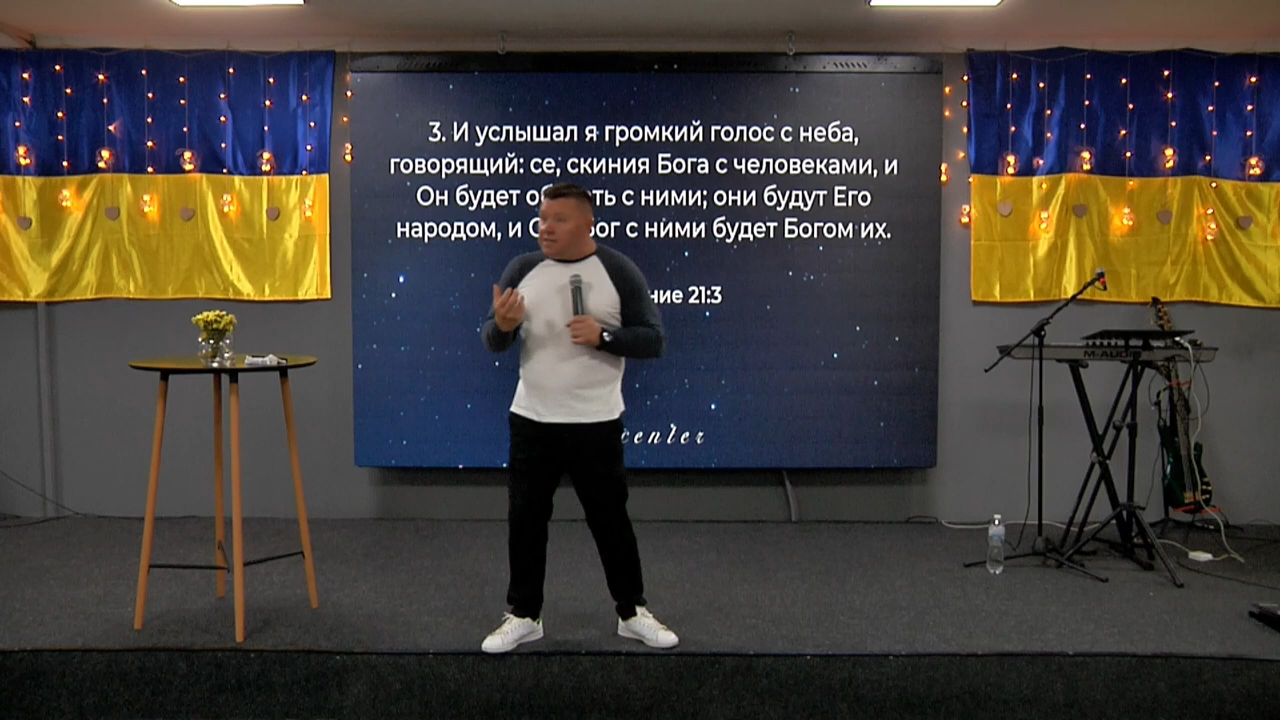 3. И услышал я громкий голос с неба,
говорящий: се, скиния Бога с человеками, и
Он будет с ними; они будут Его
народом, и с ними будет Богом их.
21:3
center
M-AUDIO